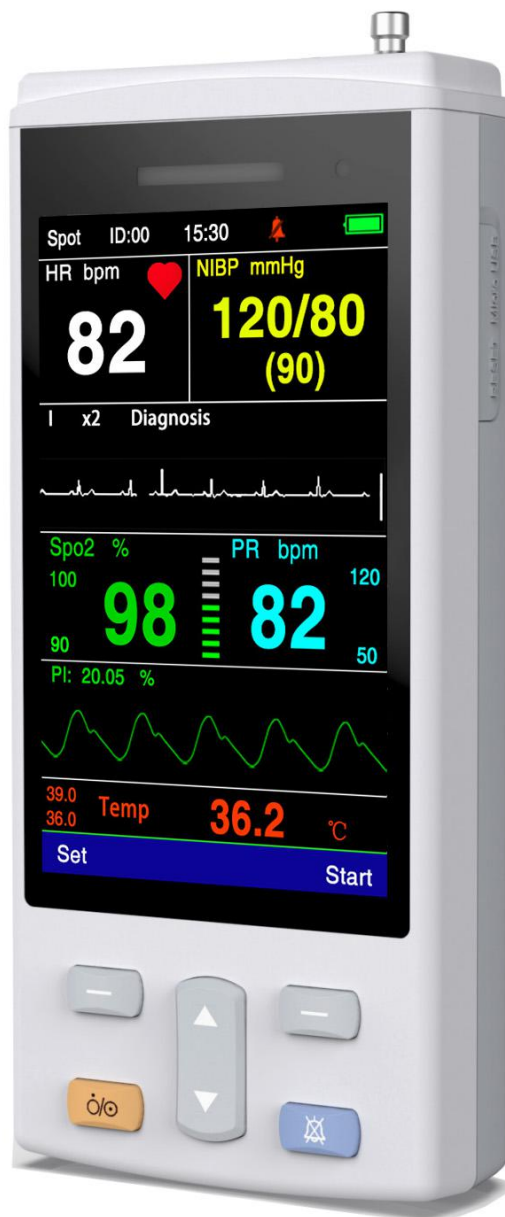 Spot ID:00 15:30
HR bpm
82
NIBP mmHg
120/80
(90)
I x2 Diagnosis
Spo2 %
100
98
90
PR bpm
120
82
50
PI: 20.05 %
39.0
36.0
Temp 36.2 ℃
Set Start